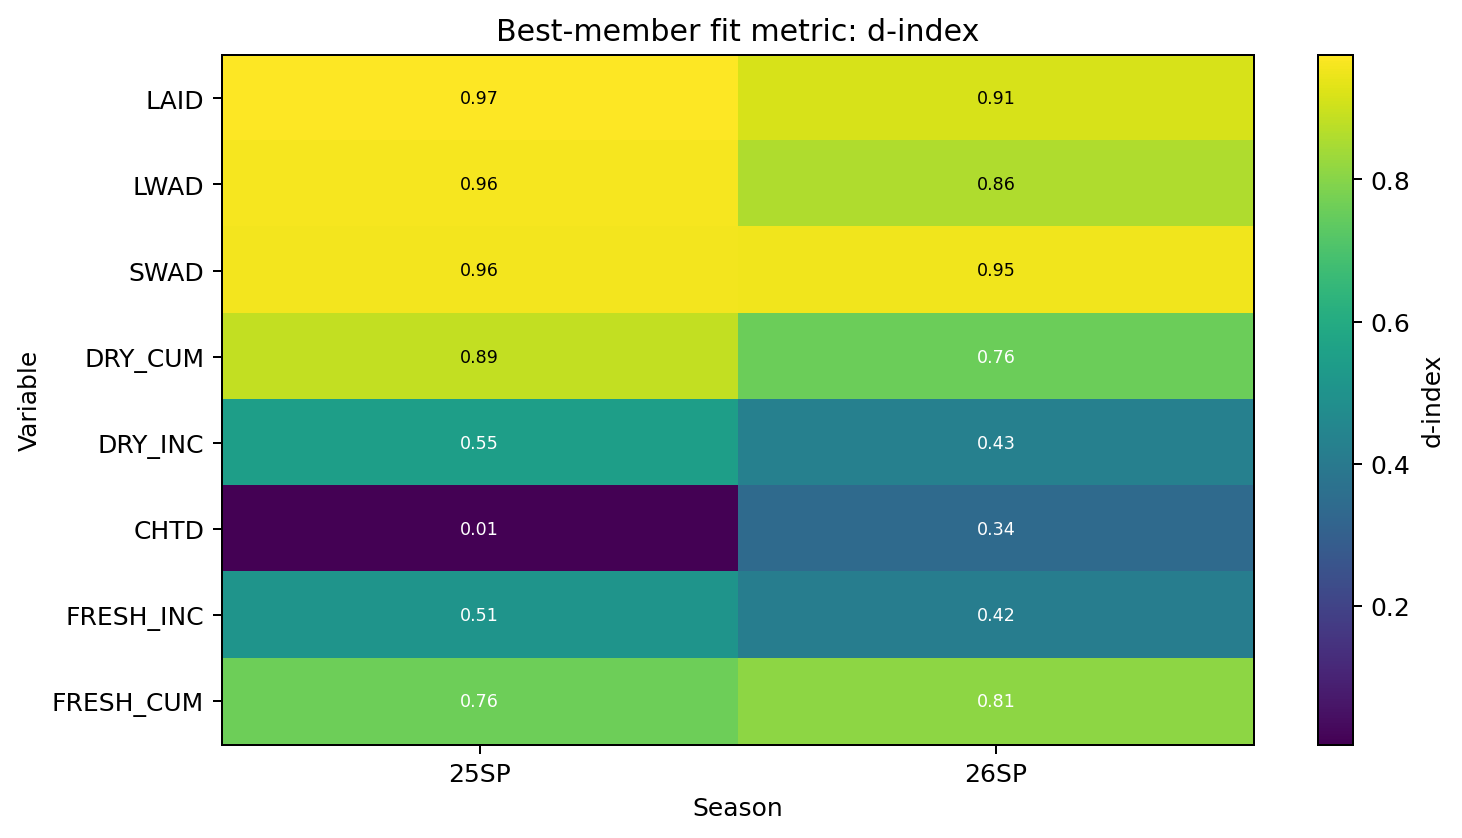 Best-member fit metric: d-index
LAID 0.97 0.91
LWAD 0.96 0.86
SWAD 0.96 0.95
DRY_CUM 0.89 0.76
DRY_INC 0.55 0.43
CHTD 0.01 0.34
FRESH_INC 0.51 0.42
FRESH_CUM 0.76 0.81
25SP 26SP
Season
Variable
0.8
0.6
0.4
0.2
d-index